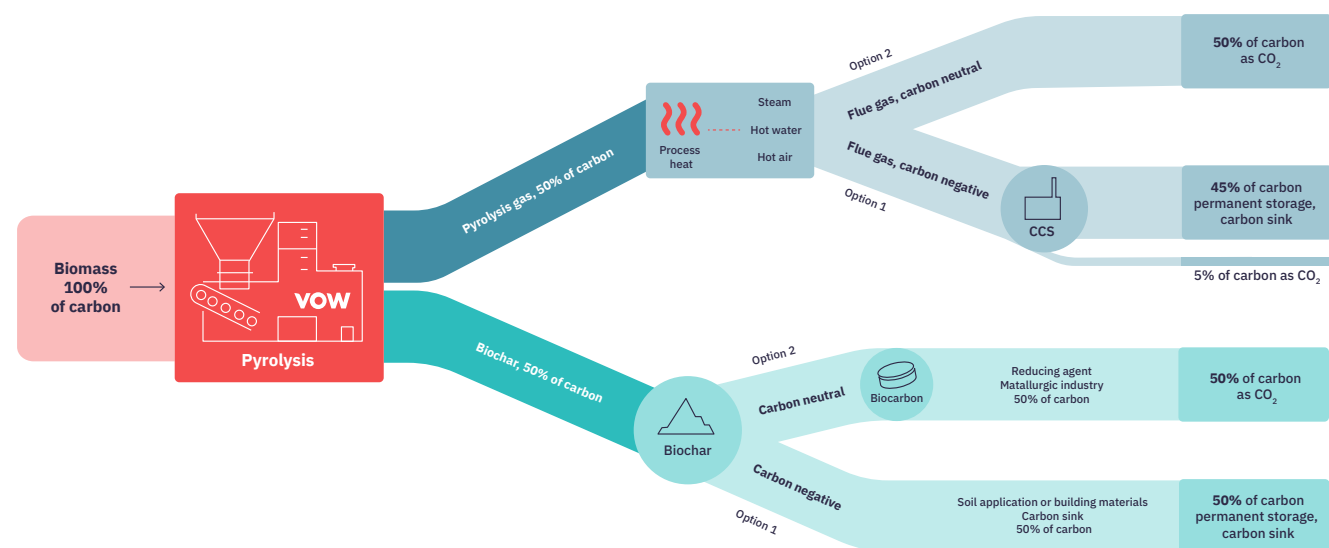 Biomass
100%
of carbon
VOW
Pyrolysis
Pyrolysis gas, 50% of carbon
Process
heat
Steam
Hot water
Hot air
Option 2
Flue gas, carbon neutral
50% of carbon
as CO2
Flue gas, carbon negative
Option 1
CCS
45% of carbon
permanent storage,
carbon sink
5% of carbon as CO2
Biochar, 50% of carbon
Biochar
Option 2
Carbon neutral
Biocarbon
Reducing agent
Matallurgic industry
50% of carbon
50% of carbon
as CO2
Carbon negative
Option 1
Soil application or building materials
Carbon sink
50% of carbon
50% of carbon
permanent storage,
carbon sink